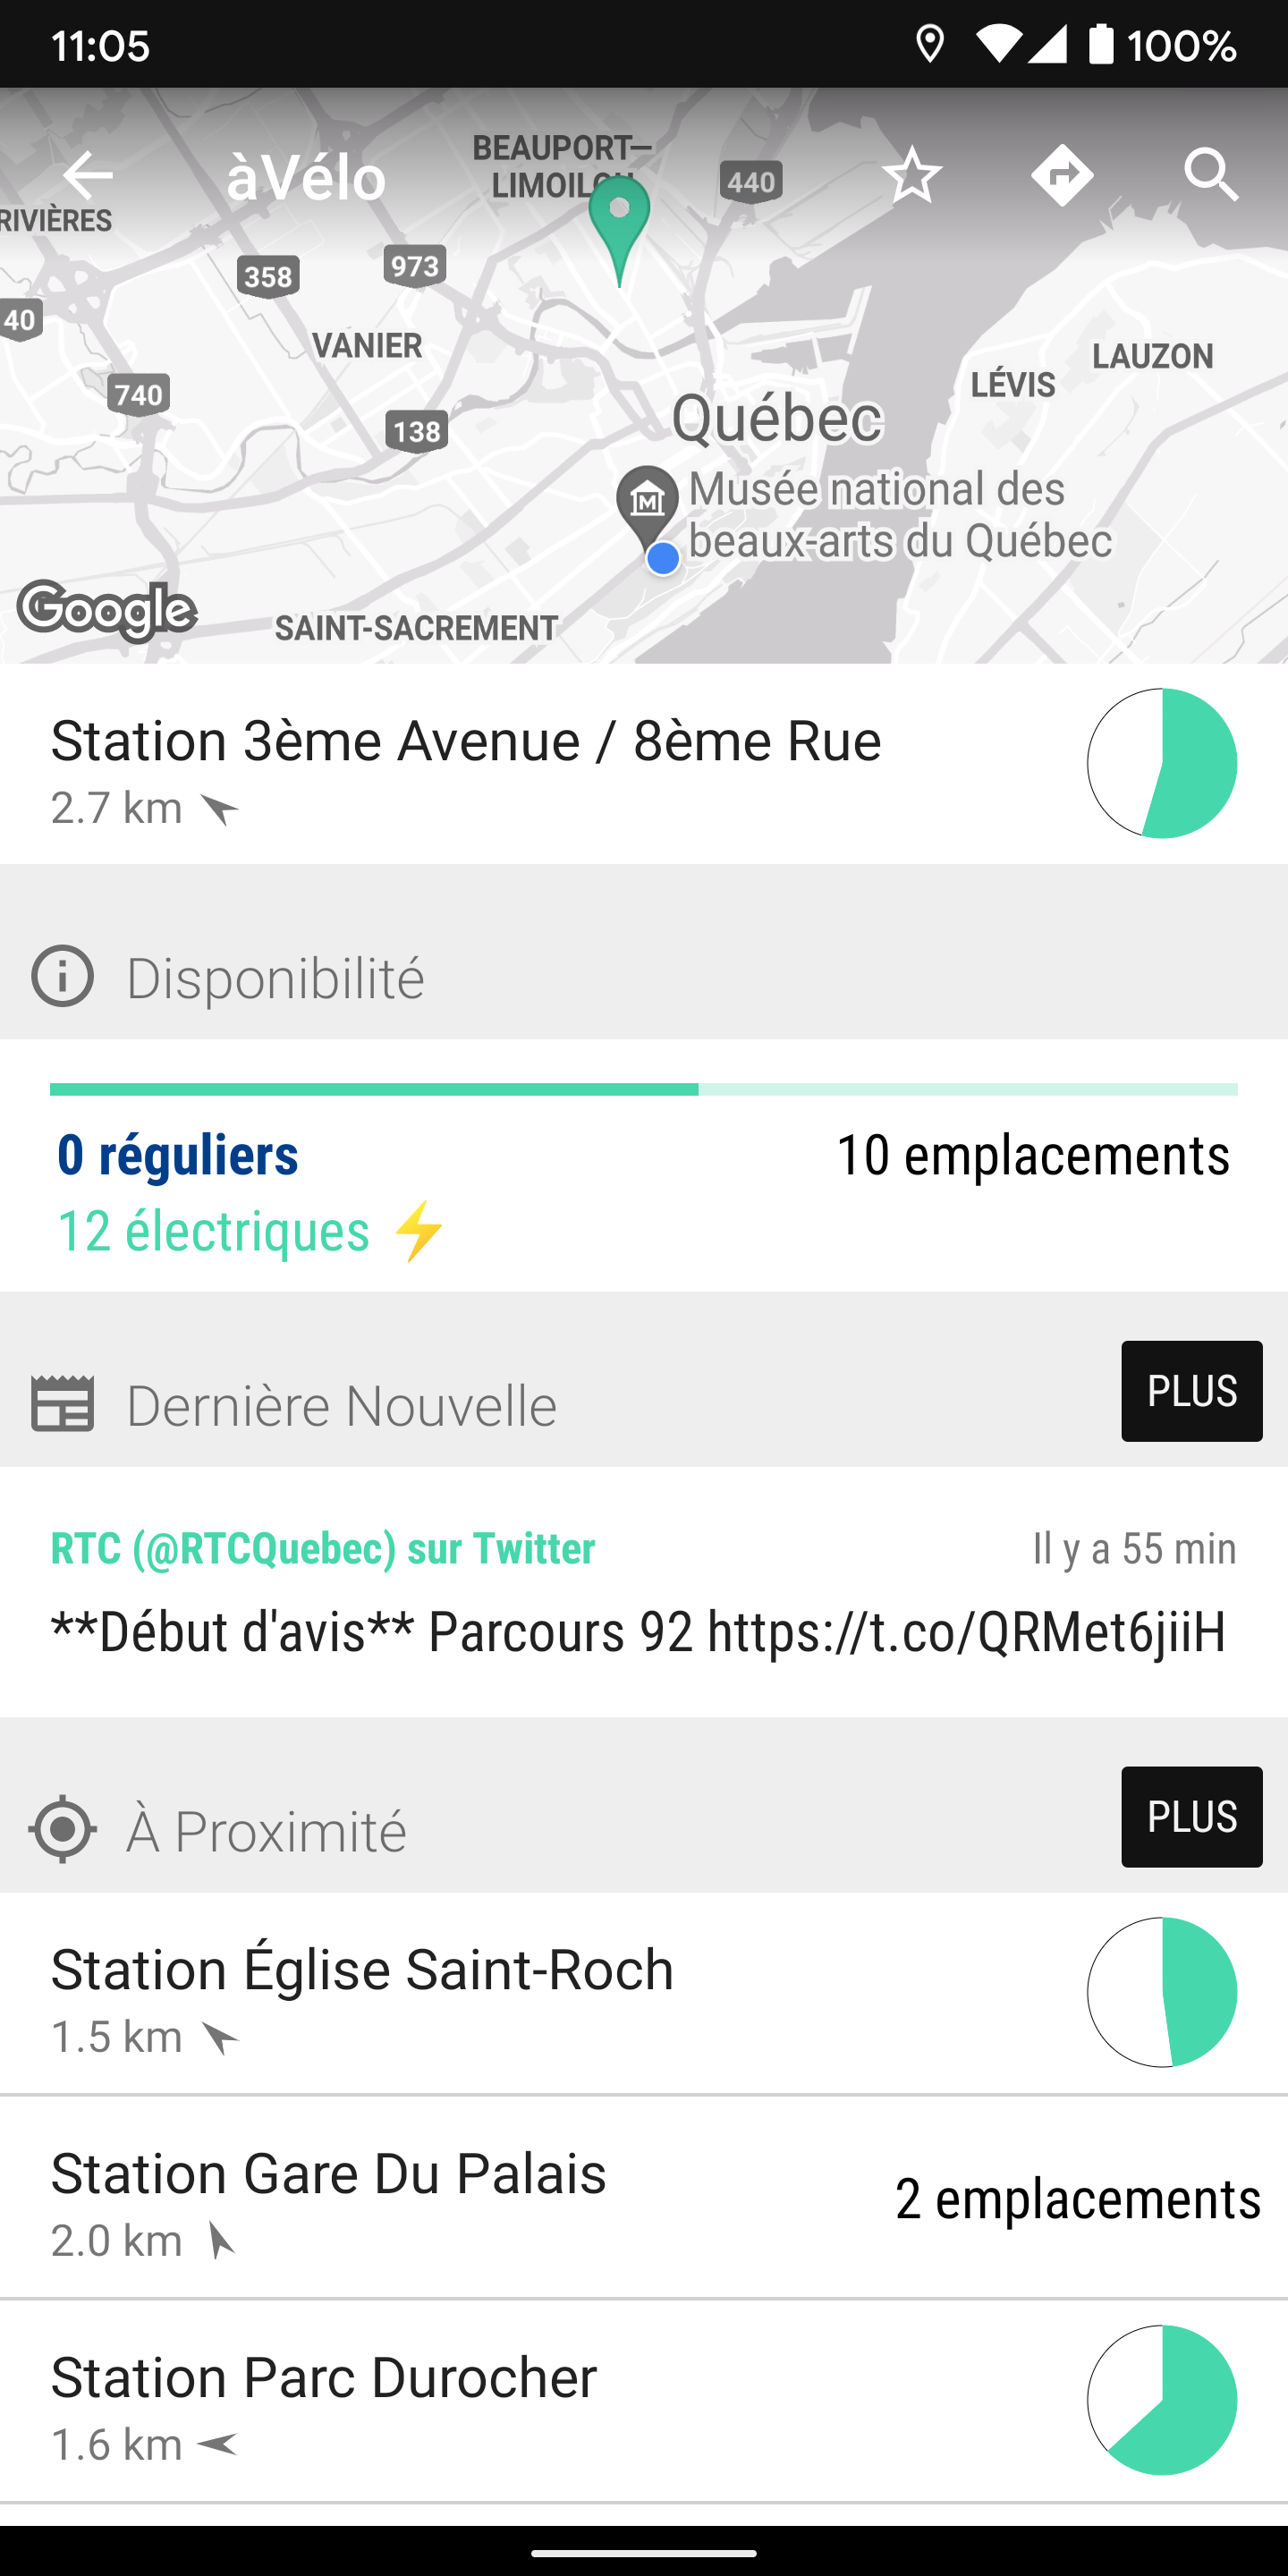 11:05
100%
àVélo
BEAUPORT—
440
RIVIÈRES
358
973
40
VANIER
740
138
LAUZON
LÉVIS
Québec
Musée national des
beaux-arts du Québec
Google
SAINT-SACREMENT
Station 3ème Avenue / 8ème Rue
2.7 km
Disponibilité
0 réguliers
10 emplacements
12 électriques ⚡
Dernière Nouvelle
PLUS
RTC (@RTCQuebec) sur Twitter
Il y a 55 min
**Début d'avis** Parcours 92 https://t.co/QRMet6jiiH
À Proximité
PLUS
Station Église Saint-Roch
1.5 km
Station Gare Du Palais
2.0 km
2 emplacements
Station Parc Durocher
1.6 km